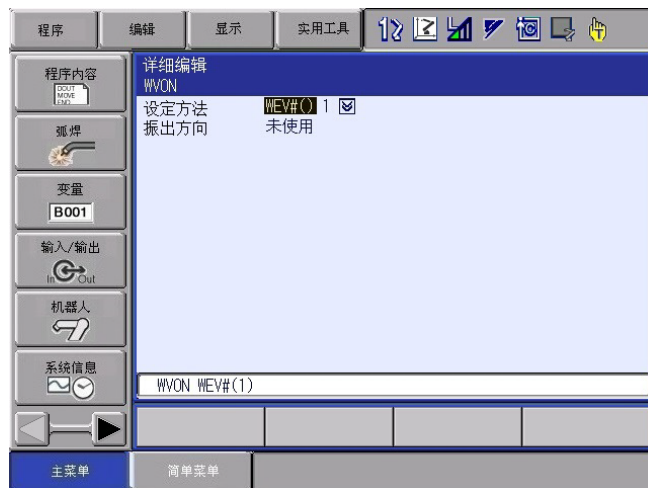 程序
编辑
显示
实用工具
程序内容
DOUT
MOVE
END
弧焊
变量
B001
输入/输出
In Out
机器人
系统信息
详细编辑
WVON
设定方法 WEV#() 1
振出方向 未使用
WVON WEV#(1)
主菜单
简单菜单